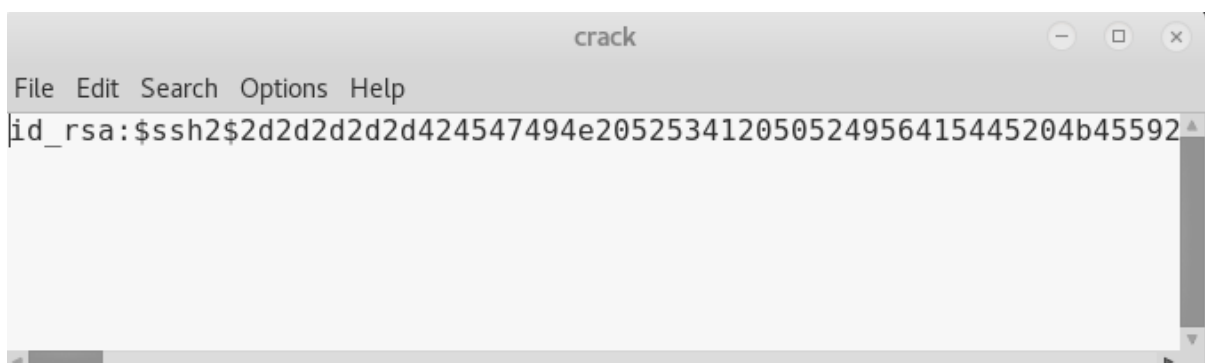 crack
File Edit Search Options Help
id_rsa:$ssh2$2d2d2d2d2d424547494e205253412050524956415445204b45592